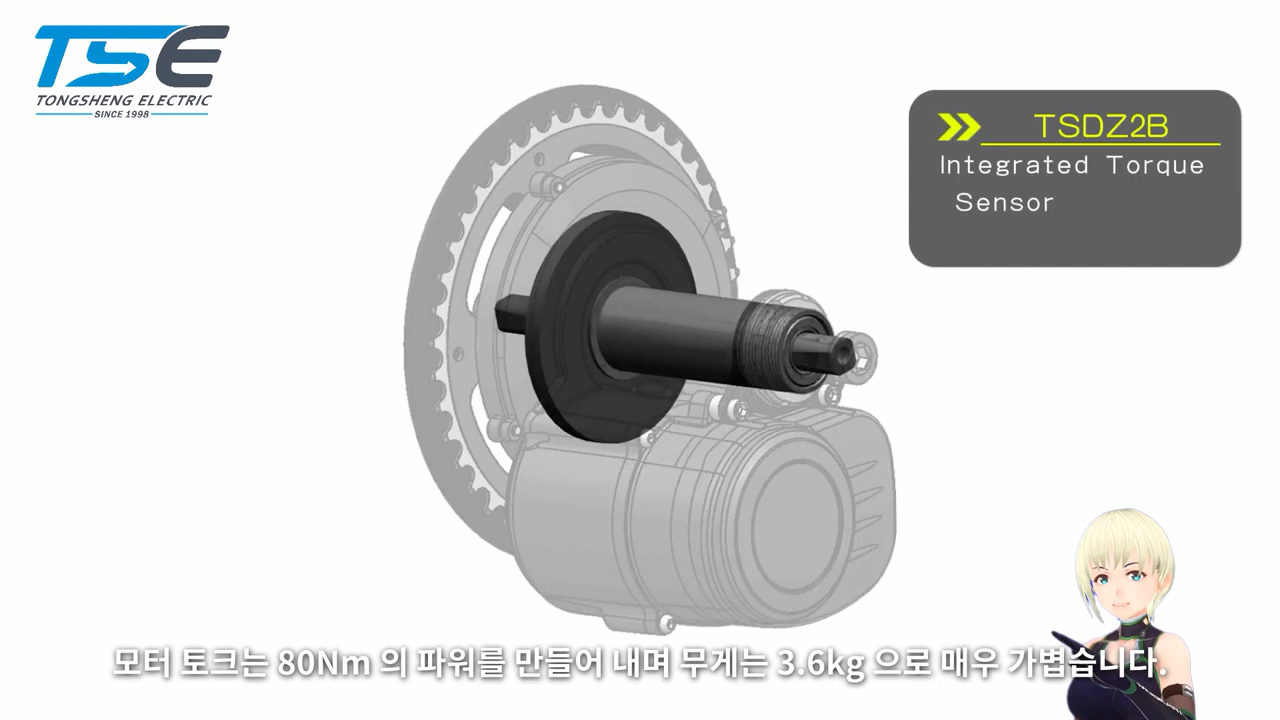 TSE
TONGSHENG ELECTRIC
SINCE 1998
TSDZ2B
Integrated Torque
Sensor
모터 토크는 80Nm 의 파워를 만들어 내며 무게는 3.6kg 으로 매우 가볍습니다.